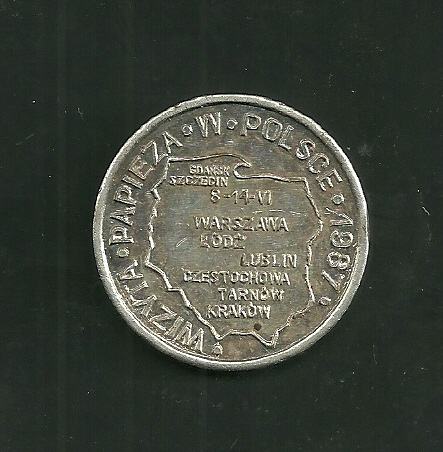 WIZYTA • PAPIEŻA • W • POLSCE • 1987 •
GDAŃSK
SZCZECIN
8-14-VI
WARSZAWA
ŁÓDŹ
LUBLIN
CZĘSTOCHOWA
TARNÓW
KRAKÓW